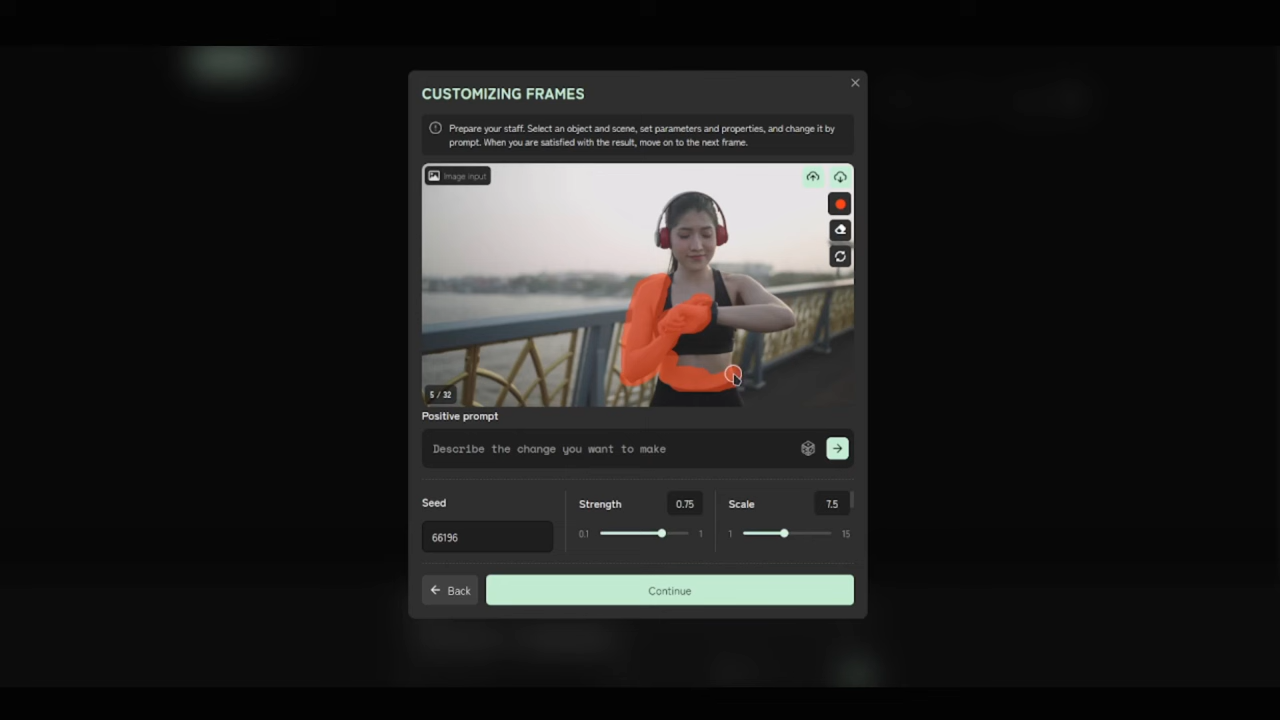 CUSTOMIZING FRAMES
Prepare your staff. Select an object and scene, set parameters and properties, and change it by
prompt. When you are satisfied with the result, move on to the next frame.
Image input
5 / 32
Positive prompt
Describe the change you want to make
Seed
66196
Strength
0.75
0.1
1
Scale
7.5
1
15
Back
Continue